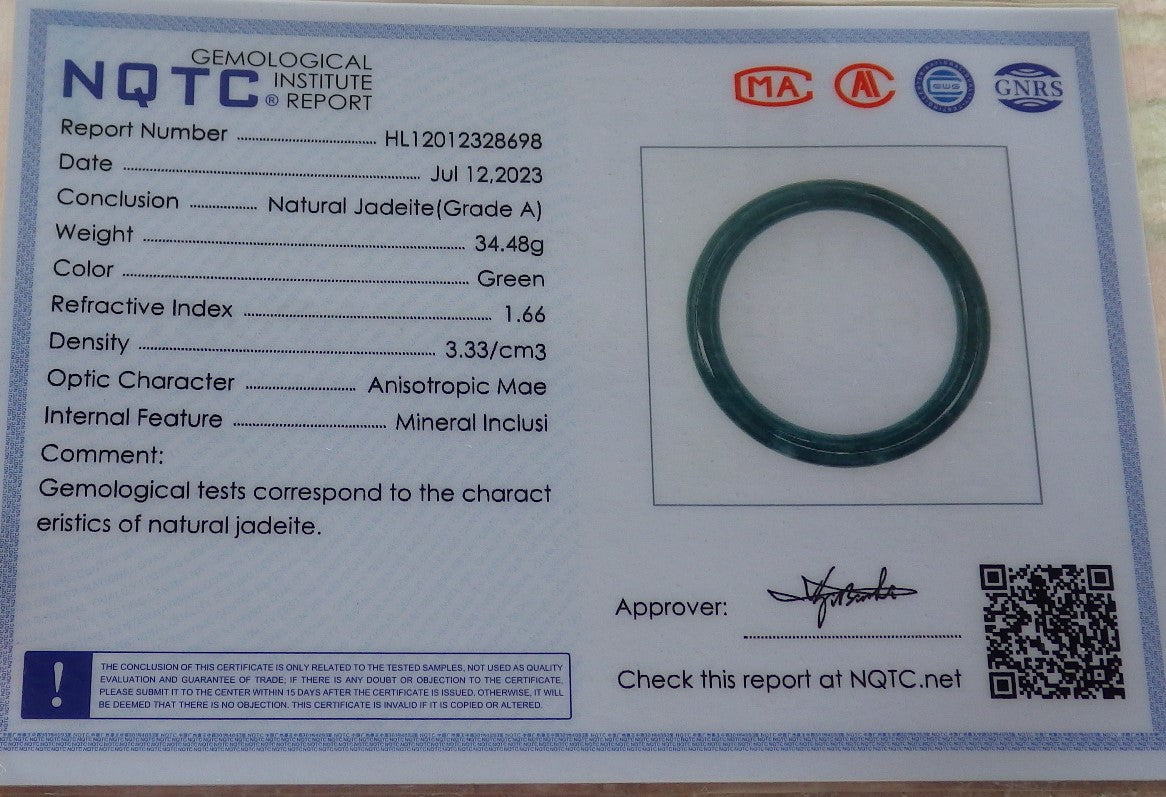 NQTC® GEMOLOGICAL INSTITUTE REPORT
MA
GWS
GNRS
Report Number HL12012328698
Date Jul 12,2023
Conclusion Natural Jadeite(Grade A)
Weight 34.48g
Color Green
Refractive Index 1.66
Density 3.33/cm3
Optic Character Anisotropic Mae
Internal Feature Mineral Inclusi
Comment:
Gemological tests correspond to the charact
eristics of natural jadeite.
Approver:
Check this report at NQTC.net
!
THE CONCLUSION OF THIS CERTIFICATE IS ONLY RELATED TO THE TESTED SAMPLES, NOT USED AS QUALITY
EVALUATION AND GUARANTEE OF TRADE; IF THERE IS ANY DOUBT OR OBJECTION TO THE CERTIFICATE,
PLEASE SUBMIT IT TO THE CENTER WITHIN 15 DAYS AFTER THE CERTIFICATE IS ISSUED. OTHERWISE, IT WILL
BE DEEMED THAT THERE IS NO OBJECTION. THIS CERTIFICATE IS INVALID IF IT IS COPIED OR ALTERED.